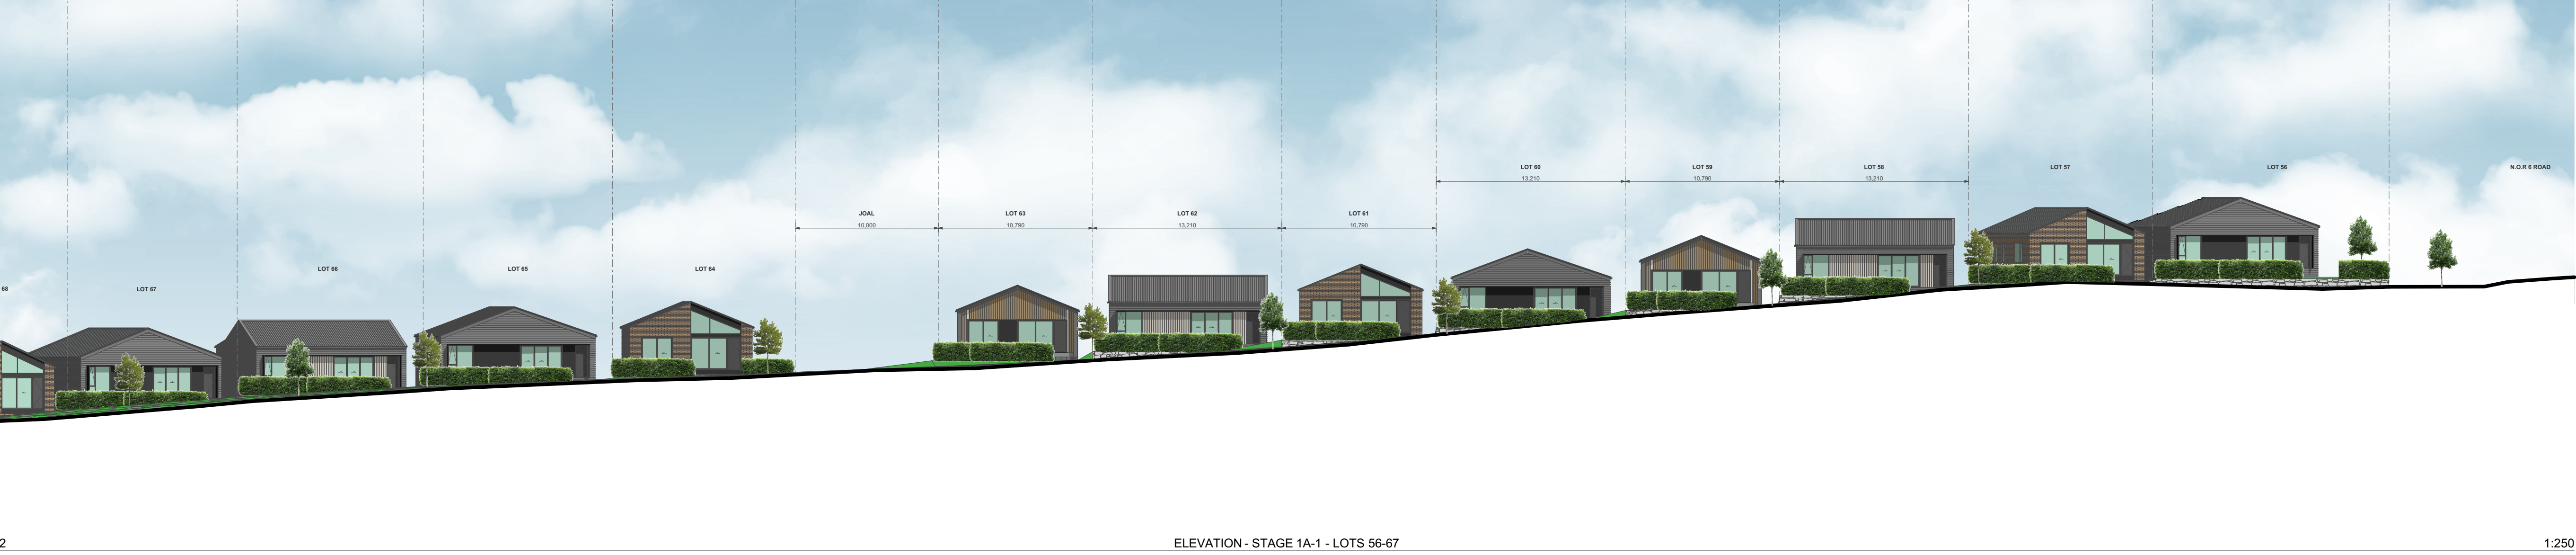 LOT 60
LOT 59
LOT 58
LOT 57
LOT 56
N.O.R 6 ROAD
13,210
10,790
13,210
JOAL
LOT 63
LOT 62
LOT 61
10,000
10,790
13,210
10,790
LOT 66
LOT 65
LOT 64
68
LOT 67
2
ELEVATION - STAGE 1A-1 - LOTS 56-67
1:250